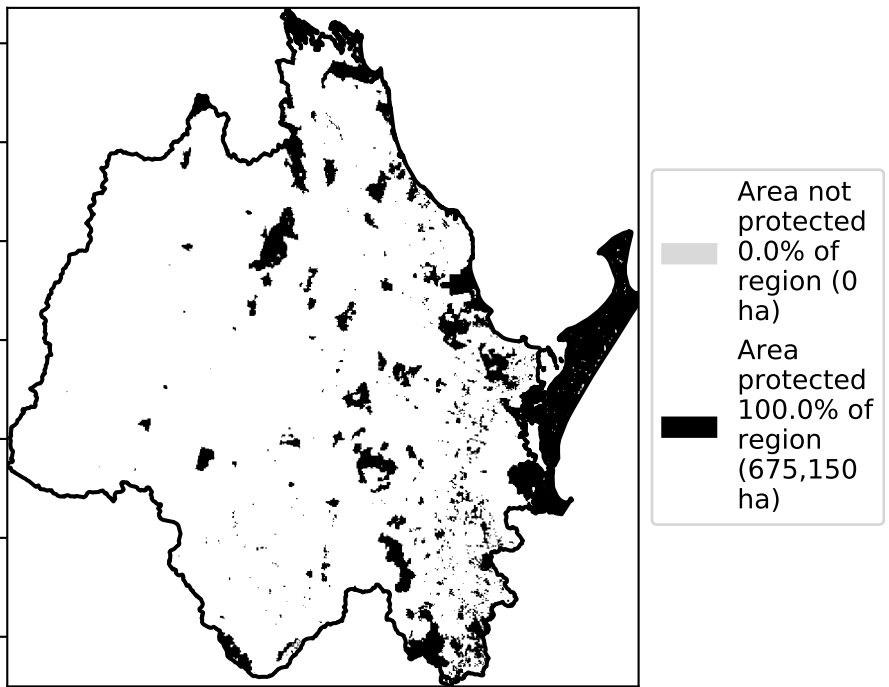 Area not
protected
0.0% of
region (0
ha)
Area
protected
100.0% of
region
(675,150
ha)